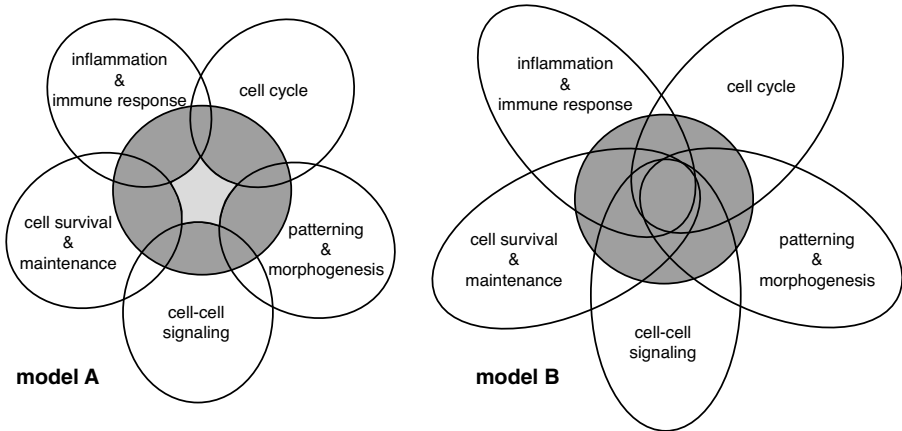 inflammation
&
immune response
cell cycle
cell survival
&
maintenance
patterning
&
morphogenesis
cell-cell
signaling
model A
inflammation
&
immune response
cell cycle
cell survival
&
maintenance
patterning
&
morphogenesis
cell-cell
signaling
model B